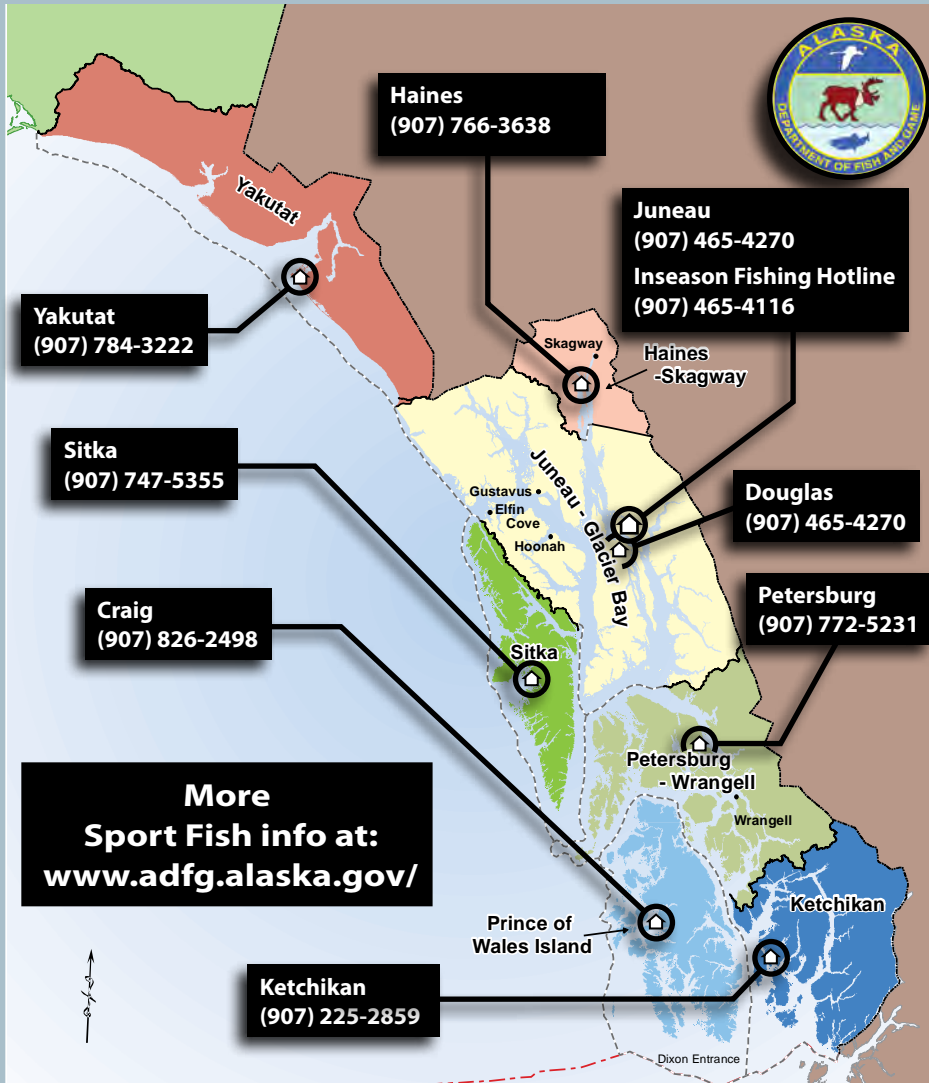 ALASKA
DEPARTMENT OF FISH AND GAME
Haines
(907) 766-3638
Juneau
(907) 465-4270
Inseason Fishing Hotline
(907) 465-4116
Yakutat
Yakutat
(907) 784-3222
Skagway
Haines
-Skagway
Sitka
(907) 747-5355
Juneau - Glacier Bay
Gustavus
Elfin
Cove
Hoonah
Douglas
(907) 465-4270
Craig
(907) 826-2498
Petersburg
(907) 772-5231
Sitka
Petersburg
- Wrangell
Wrangell
More
Sport Fish info at:
www.adfg.alaska.gov/
Ketchikan
Prince of
Wales Island
Ketchikan
(907) 225-2859
Dixon Entrance